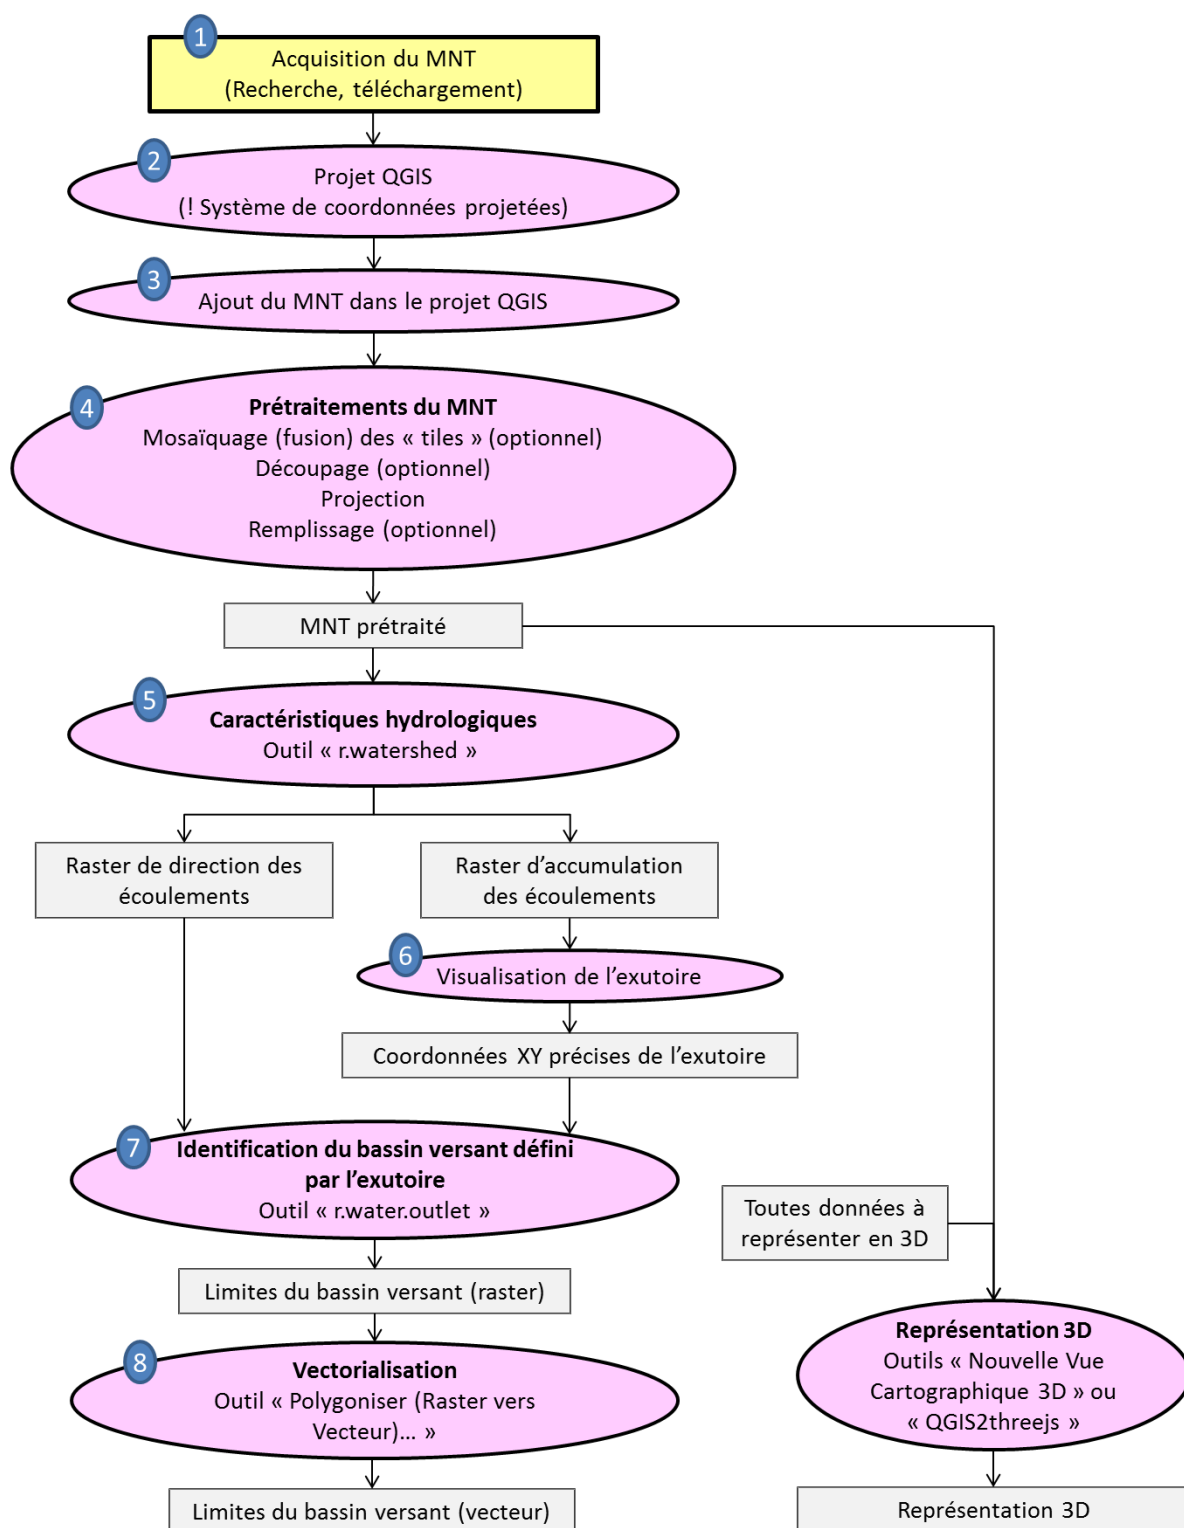 1
Acquisition du MNT
(Recherche, téléchargement)
2
Projet QGIS
(! Système de coordonnées projetées)
3
Ajout du MNT dans le projet QGIS
4
Prétraitements du MNT
Mosaïquage (fusion) des « tiles » (optionnel)
Découpage (optionnel)
Projection
Remplissage (optionnel)
MNT prétraité
5
Caractéristiques hydrologiques
Outil « r.watershed »
Raster de direction des
écoulements
Raster d’accumulation
des écoulements
6
Visualisation de l’exutoire
Coordonnées XY précises de l’exutoire
7
Identification du bassin versant défini
par l’exutoire
Outil « r.water.outlet »
Limites du bassin versant (raster)
8
Vectorialisation
Outil « Polygoniser (Raster vers
Vecteur)... »
Limites du bassin versant (vecteur)
Toutes données à
représenter en 3D
Représentation 3D
Outils « Nouvelle Vue
Cartographique 3D » ou
« QGIS2threejs »
Représentation 3D